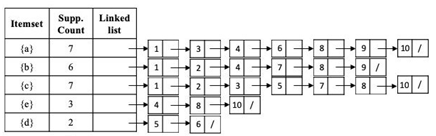 Itemset Supp. Count Linked list
{a} 7 1 3 4 6 8 9 10 /
{b} 6 1 2 4 7 8 9 /
{c} 7 1 2 3 5 7 8 10 /
{e} 3 4 8 10 /
{d} 2 5 6 /